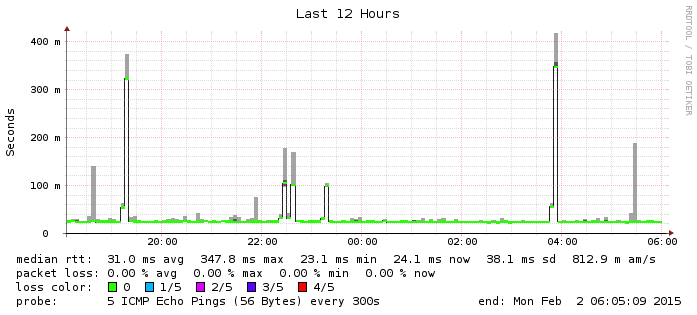 Last 12 Hours
RRDTOOL / TOBI OETIKER
Seconds
400 m
300 m
200 m
100 m
0
20:00 22:00 00:00 02:00 04:00 06:00
median rtt: 31.0 ms avg 347.8 ms max 23.1 ms min 24.1 ms now 38.1 ms sd 812.9 m am/s
packet loss: 0.00 % avg 0.00 % max 0.00 % min 0.00 % now
loss color: 0 1/5 2/5 3/5 4/5
probe: 5 ICMP Echo Pings (56 Bytes) every 300s end: Mon Feb 2 06:05:09 2015